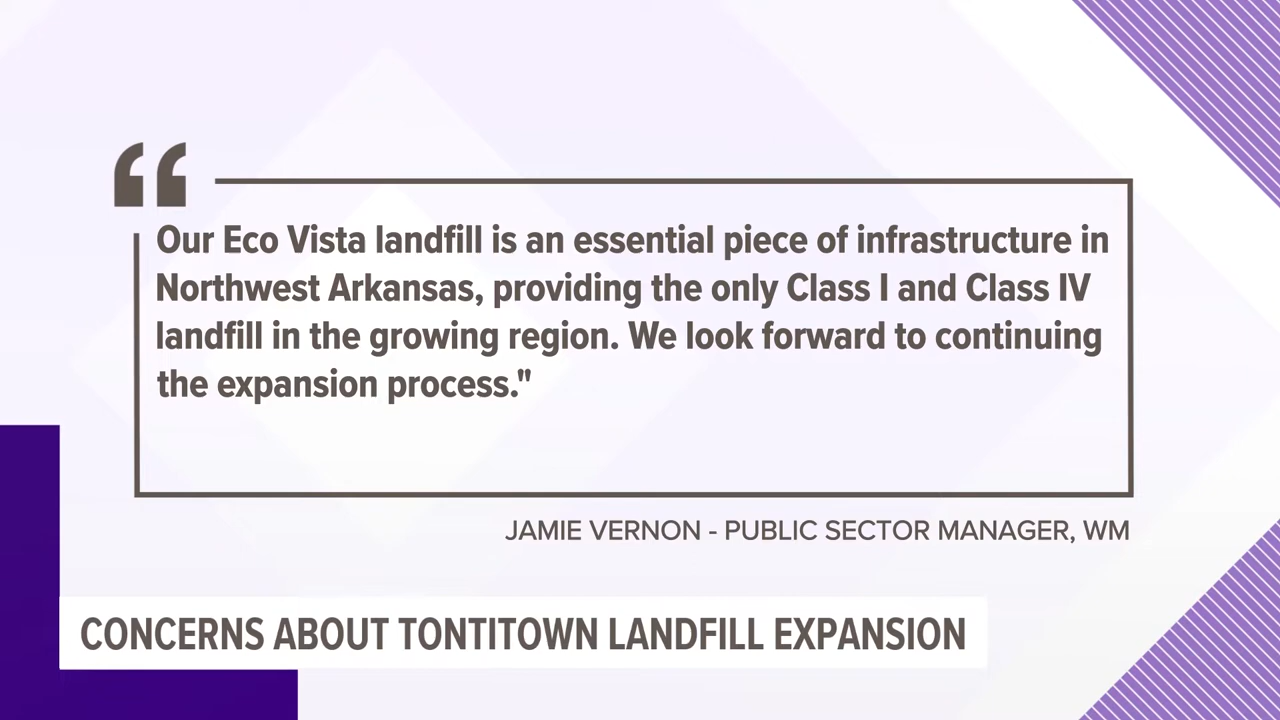 “
Our Eco Vista landfill is an essential piece of infrastructure in
Northwest Arkansas, providing the only Class I and Class IV
landfill in the growing region. We look forward to continuing
the expansion process."
JAMIE VERNON - PUBLIC SECTOR MANAGER, WM
CONCERNS ABOUT TONTITOWN LANDFILL EXPANSION